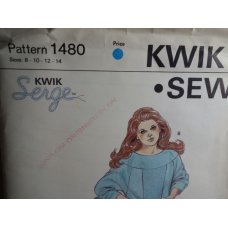 Pattern 1480
Sizes: 8 - 10 - 12 - 14
Price
KWIK
•SEW
KWIK
Serge